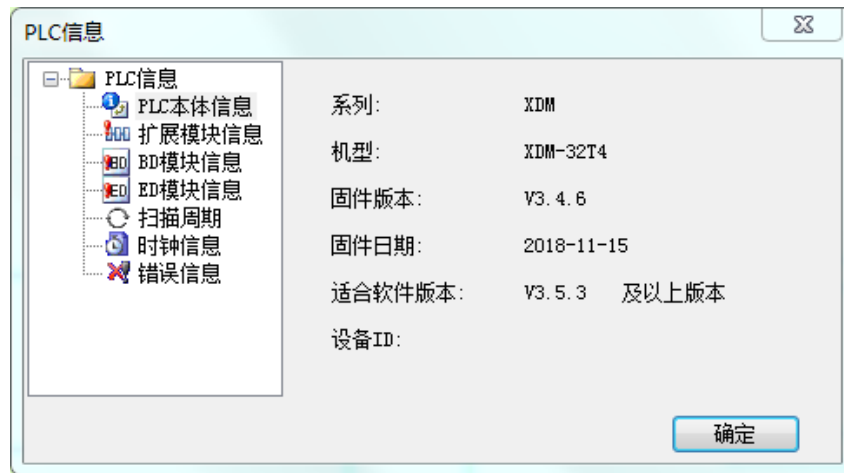 PLC信息
PLC信息
PLC本体信息
扩展模块信息
BD模块信息
ED模块信息
扫描周期
时钟信息
错误信息
系列: XDM
机型: XDM-32T4
固件版本: V3.4.6
固件日期: 2018-11-15
适合软件版本: V3.5.3 及以上版本
设备ID:
确定